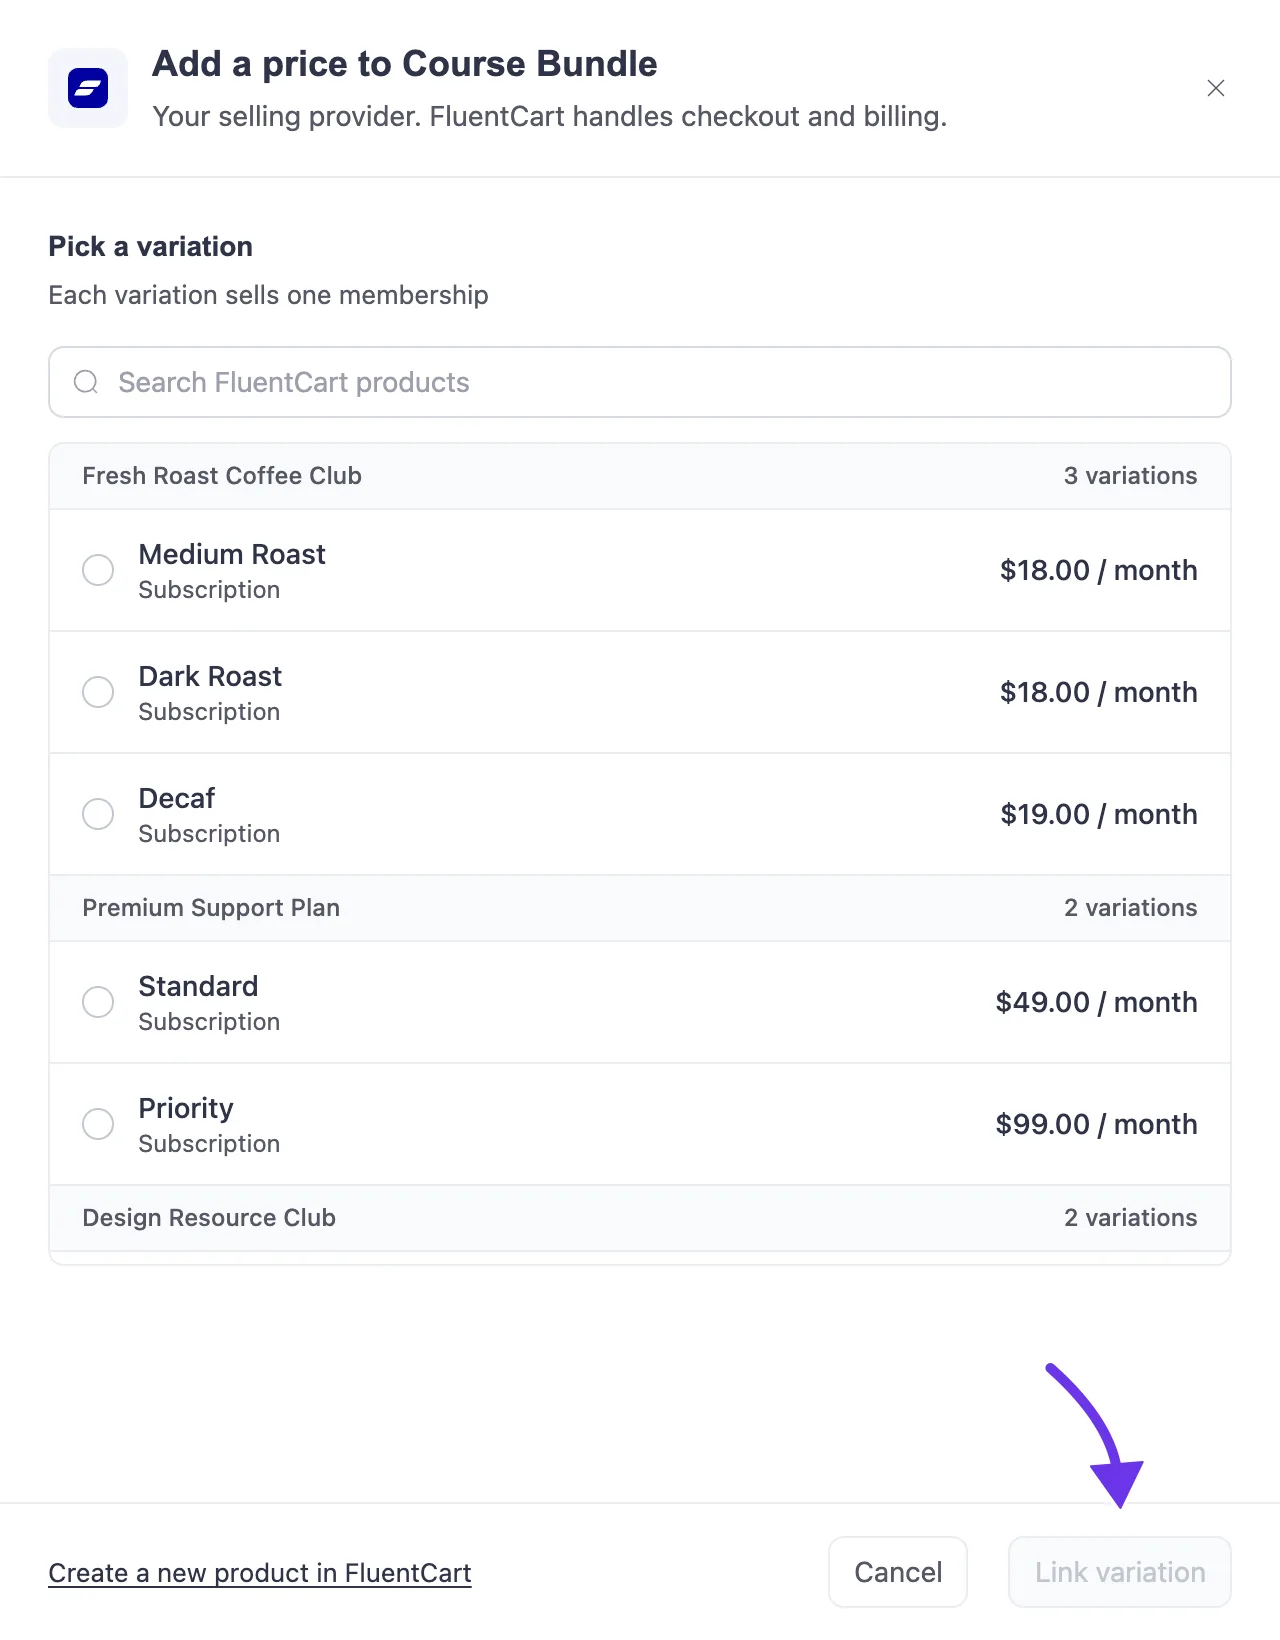 Add a price to Course Bundle
Your selling provider. FluentCart handles checkout and billing.
Pick a variation
Each variation sells one membership
Search FluentCart products
Fresh Roast Coffee Club 3 variations
Medium Roast
Subscription
$18.00 / month
Dark Roast
Subscription
$18.00 / month
Decaf
Subscription
$19.00 / month
Premium Support Plan 2 variations
Standard
Subscription
$49.00 / month
Priority
Subscription
$99.00 / month
Design Resource Club 2 variations
Create a new product in FluentCart
Cancel
Link variation